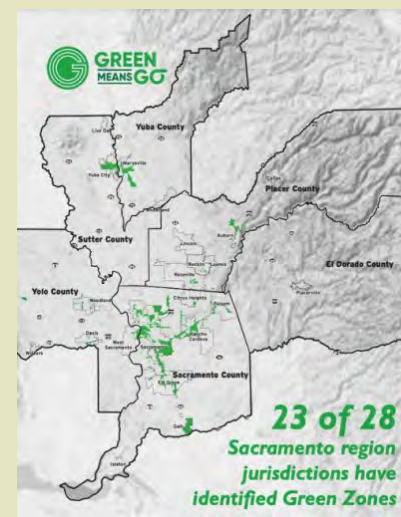 GREEN
MEANS GO
Yuba County
Live Oak
Marysville
Yuba City
Wheatland
Placer County
Colfax
Auburn
Sutter County
Lincoln
Rocklin
Loomis
Roseville
El Dorado County
Placerville
Yolo County
Woodland
Citrus Heights
Folsom
Davis
West
Sacramento
Sacramento
Rancho
Cordova
Winters
Sacramento County
Elk Grove
Galt
Isleton
23 of 28
Sacramento region
jurisdictions have
identified Green Zones